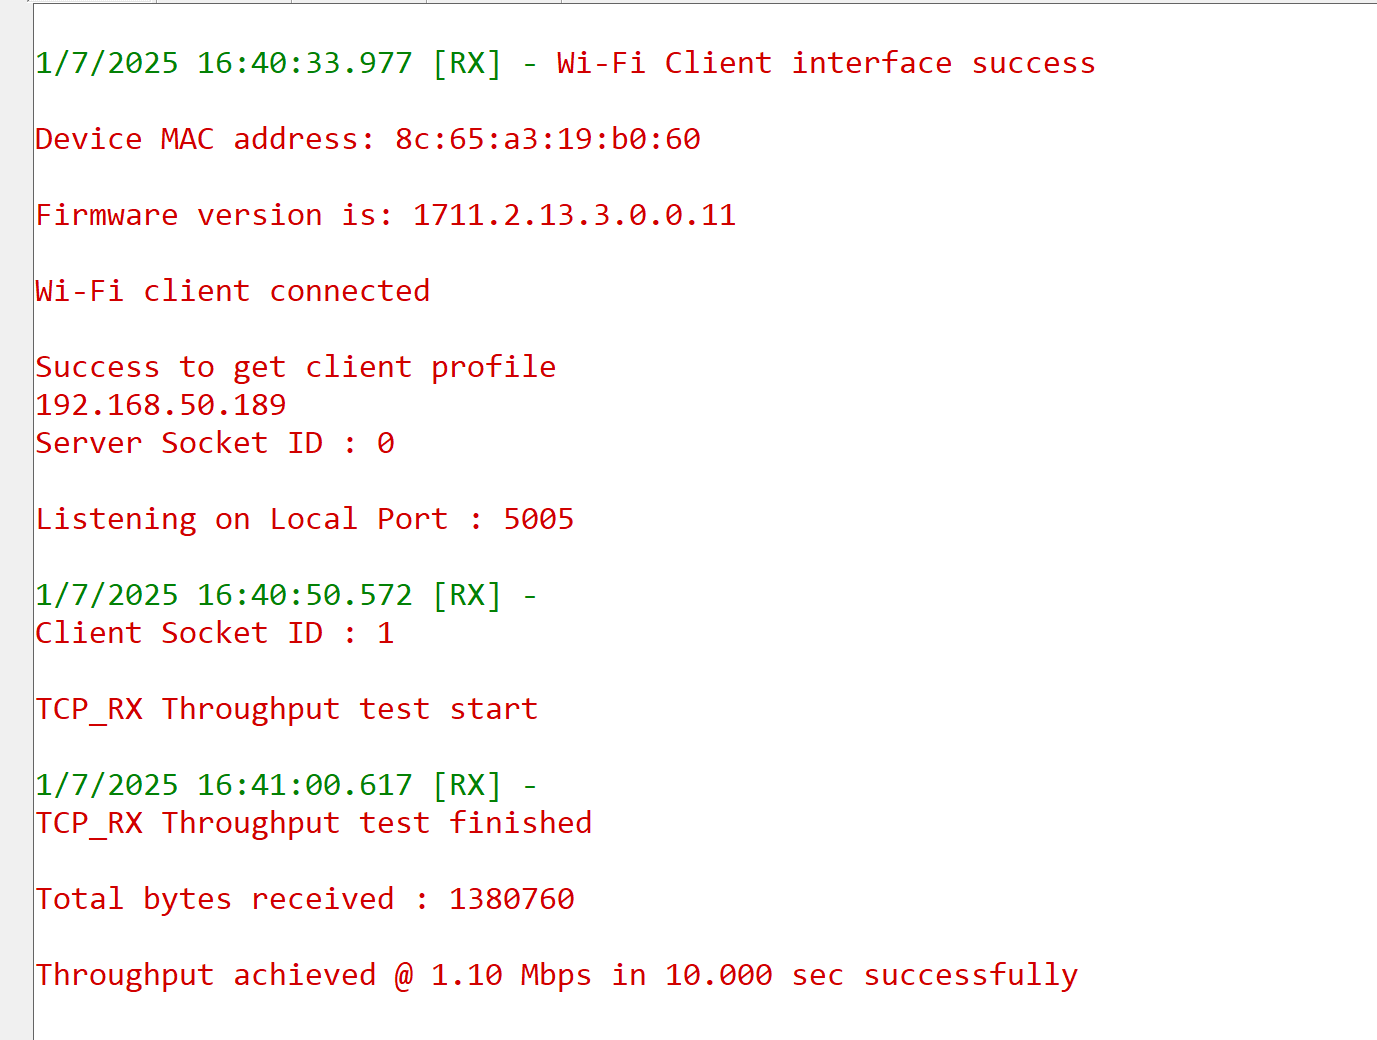 1/7/2025 16:40:33.977 [RX] - Wi-Fi Client interface success
Device MAC address: 8c:65:a3:19:b0:60
Firmware version is: 1711.2.13.3.0.0.11
Wi-Fi client connected
Success to get client profile
192.168.50.189
Server Socket ID : 0
Listening on Local Port : 5005
1/7/2025 16:40:50.572 [RX] -
Client Socket ID : 1
TCP_RX Throughput test start
1/7/2025 16:41:00.617 [RX] -
TCP_RX Throughput test finished
Total bytes received : 1380760
Throughput achieved @ 1.10 Mbps in 10.000 sec successfully